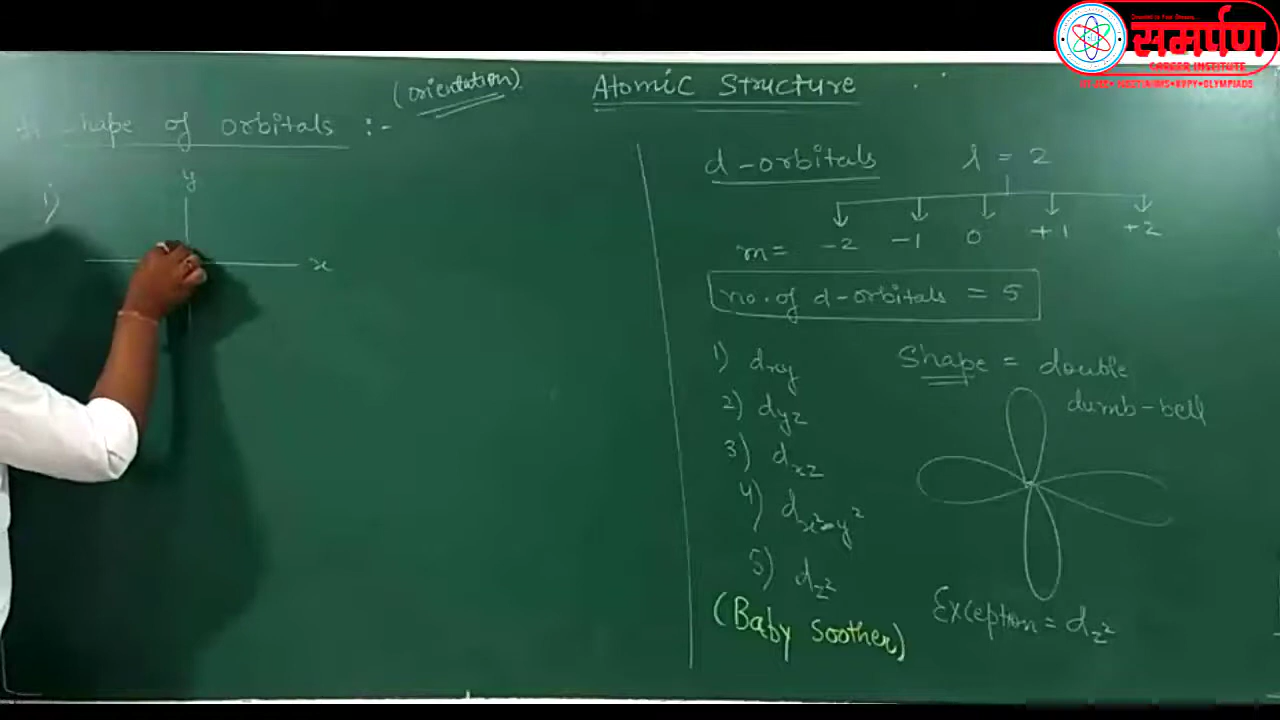 समर्पण
CAREER INSTITUTE
(orientation)
Atomic Structure
Shape of orbitals :-
i)
y
x
d-orbitals
l = 2
m = -2 -1 0 +1 +2
no. of d-orbitals = 5
1) dxy
2) dyz
3) dxz
4) dx²-y²
5) dz²
(Baby Soother)
Shape = double
dumb-bell
Exception = dz²